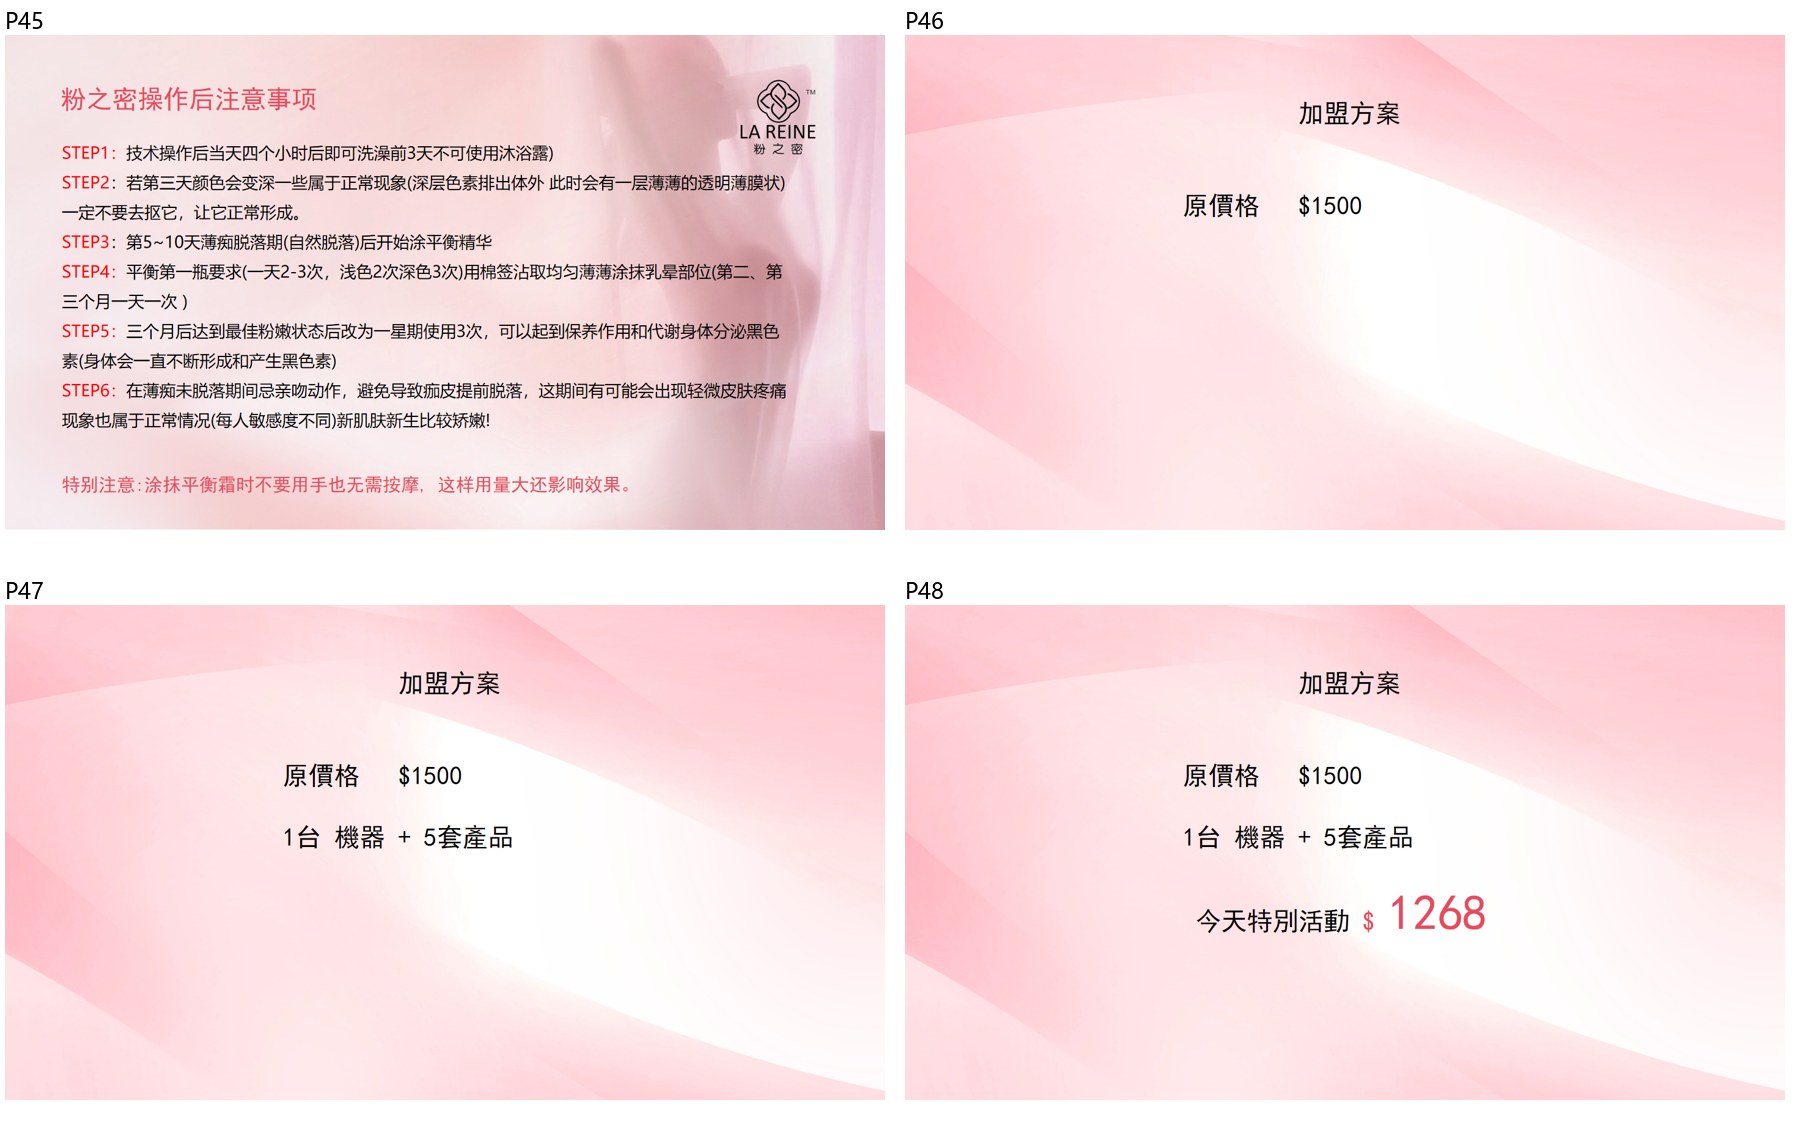 P45
粉之密操作后注意事项
TM
LA REINE
粉之密
STEP1：技术操作后当天四个小时后即可洗澡前3天不可使用沐浴露)
STEP2：若第三天颜色会变深一些属于正常现象(深层色素排出体外 此时会有一层薄薄的透明薄膜状)
一定不要去抠它，让它正常形成。
STEP3：第5~10天薄痂脱落期(自然脱落)后开始涂平衡精华
STEP4：平衡第一瓶要求(一天2-3次，浅色2次深色3次)用棉签沾取均匀薄薄涂抹乳晕部位(第二、第
三个月一天一次 )
STEP5：三个月后达到最佳粉嫩状态后改为一星期使用3次，可以起到保养作用和代谢身体分泌黑色
素(身体会一直不断形成和产生黑色素)
STEP6：在薄痴未脱落期间忌亲吻动作，避免导致痂皮提前脱落，这期间有可能会出现轻微皮肤疼痛
现象也属于正常情况(每人敏感度不同)新肌肤新生比较矫嫩!
特别注意:涂抹平衡霜时不要用手也无需按摩，这样用量大还影响效果。
P46
加盟方案
原價格 $1500
P47
加盟方案
原價格 $1500
1台 機器 + 5套產品
P48
加盟方案
原價格 $1500
1台 機器 + 5套產品
今天特別活動 $ 1268